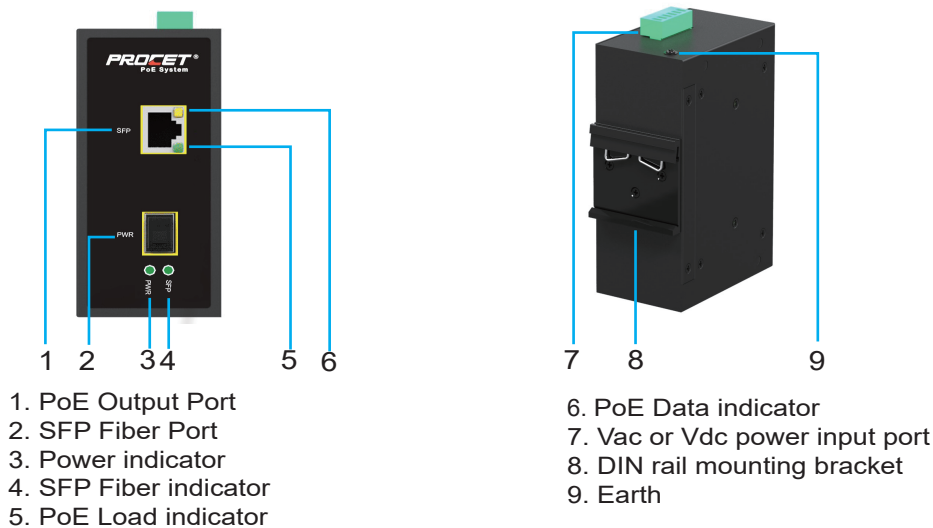 PROCET®
PoE System
SFP
PWR
PWR
SFP
1 2 3 4 5 6
7 8 9
1. PoE Output Port
2. SFP Fiber Port
3. Power indicator
4. SFP Fiber indicator
5. PoE Load indicator
6. PoE Data indicator
7. Vac or Vdc power input port
8. DIN rail mounting bracket
9. Earth